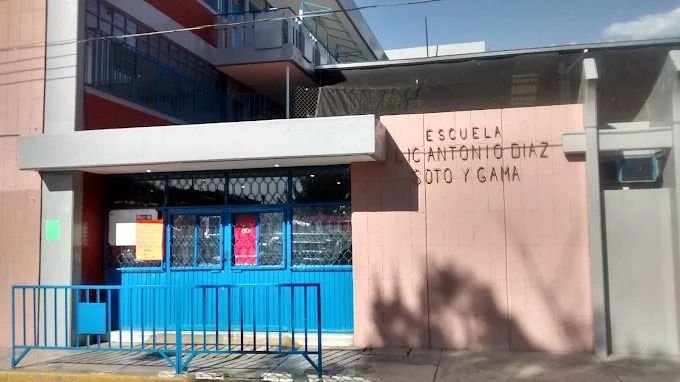 ESCUELA
LIC ANTONIO DIAZ
SOTO Y GAMA